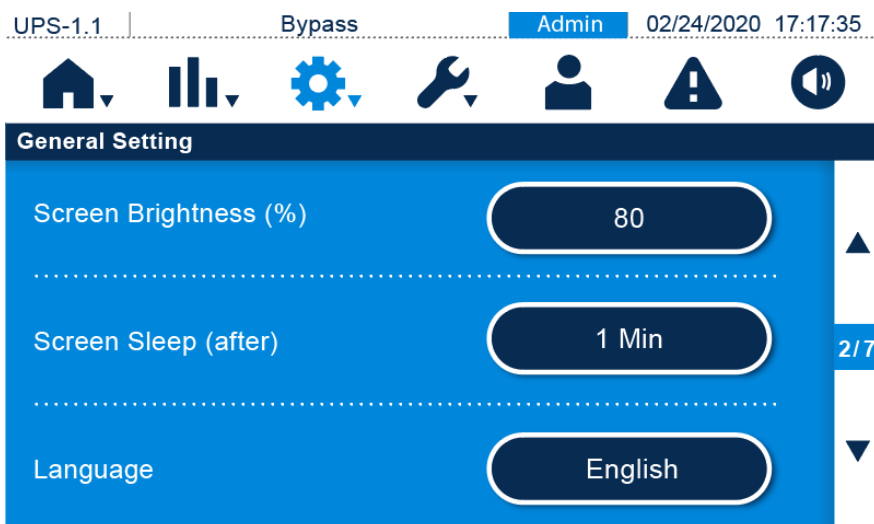 UPS-1.1 Bypass Admin 02/24/2020 17:17:35
General Setting
Screen Brightness (%) 80
Screen Sleep (after) 1 Min
2/7
Language English